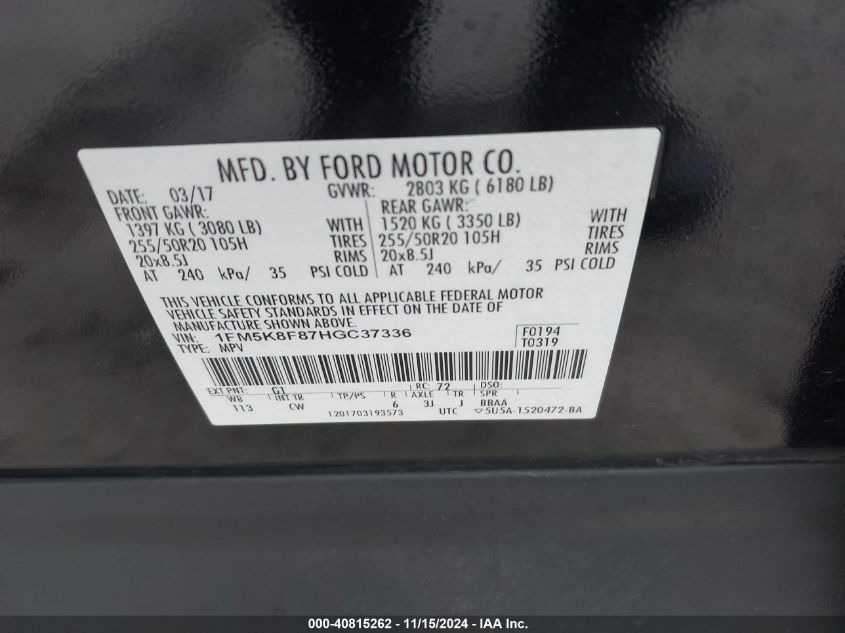 MFD. BY FORD MOTOR CO.
DATE: 03/17 GVWR: 2803 KG ( 6180 LB)
FRONT GAWR: REAR GAWR:
1397 KG ( 3080 LB) WITH 1520 KG ( 3350 LB) WITH
255/50R20 105H TIRES 255/50R20 105H TIRES
20x8.5J RIMS 20x8.5J RIMS
AT 240 kPa/ 35 PSI COLD AT 240 kPa/ 35 PSI COLD
THIS VEHICLE CONFORMS TO ALL APPLICABLE FEDERAL MOTOR
VEHICLE SAFETY STANDARDS IN EFFECT ON THE DATE OF
MANUFACTURE SHOWN ABOVE.
VIN: 1FM5K8F87HGC37336 F0194
TYPE: MPV T0319
EXT PNT: G1 RC: 72 DSO:
WB INT TR TP/PS R AXLE TR SPR
113 CW 6 3J J BBAA
1201703193573 UTC 5U5A-1520472-BA
000-40815262 - 11/15/2024 - IAA Inc.